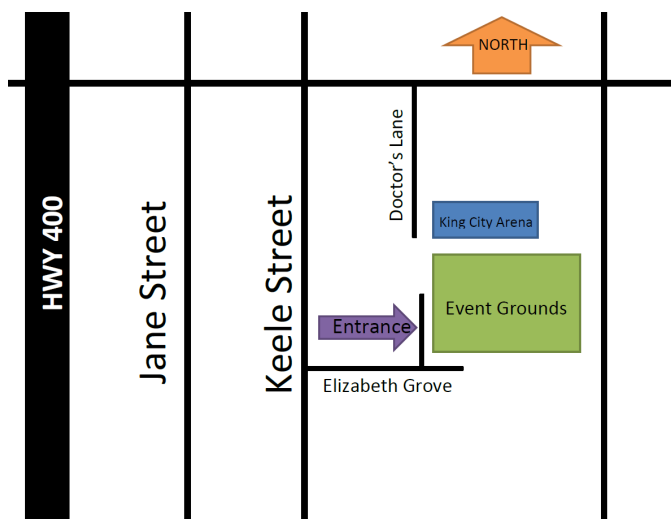 NORTH
Doctor's Lane
King City Arena
HWY 400
Jane Street
Keele Street
Entrance
Event Grounds
Elizabeth Grove